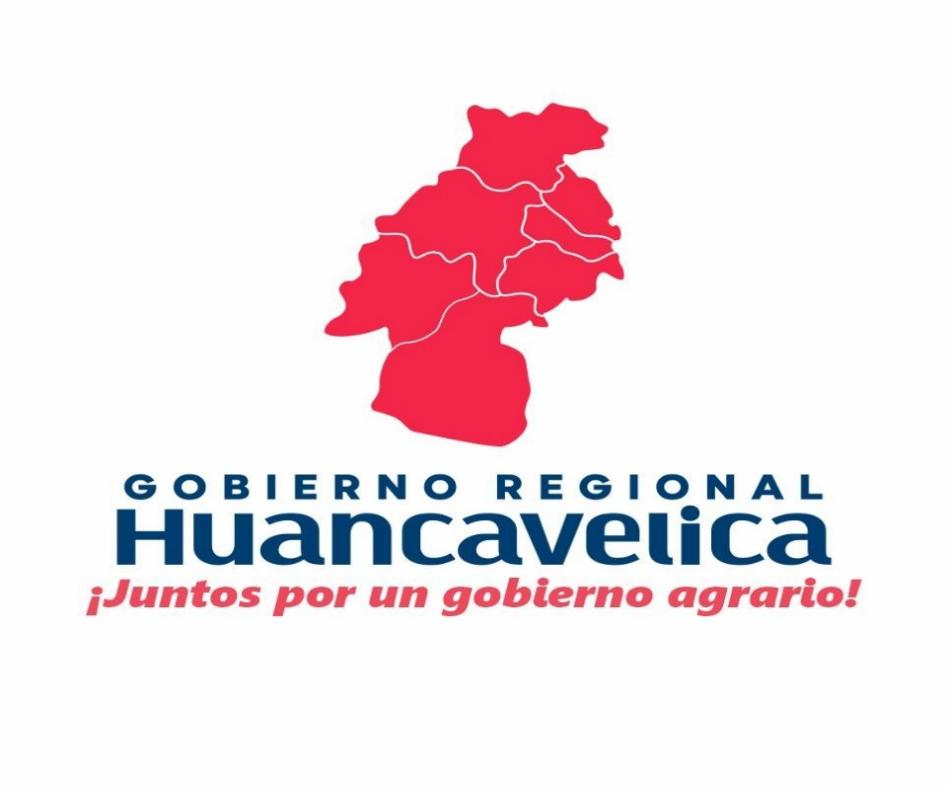 GOBIERNO REGIONAL
Huancavelica
¡Juntos por un gobierno agrario!